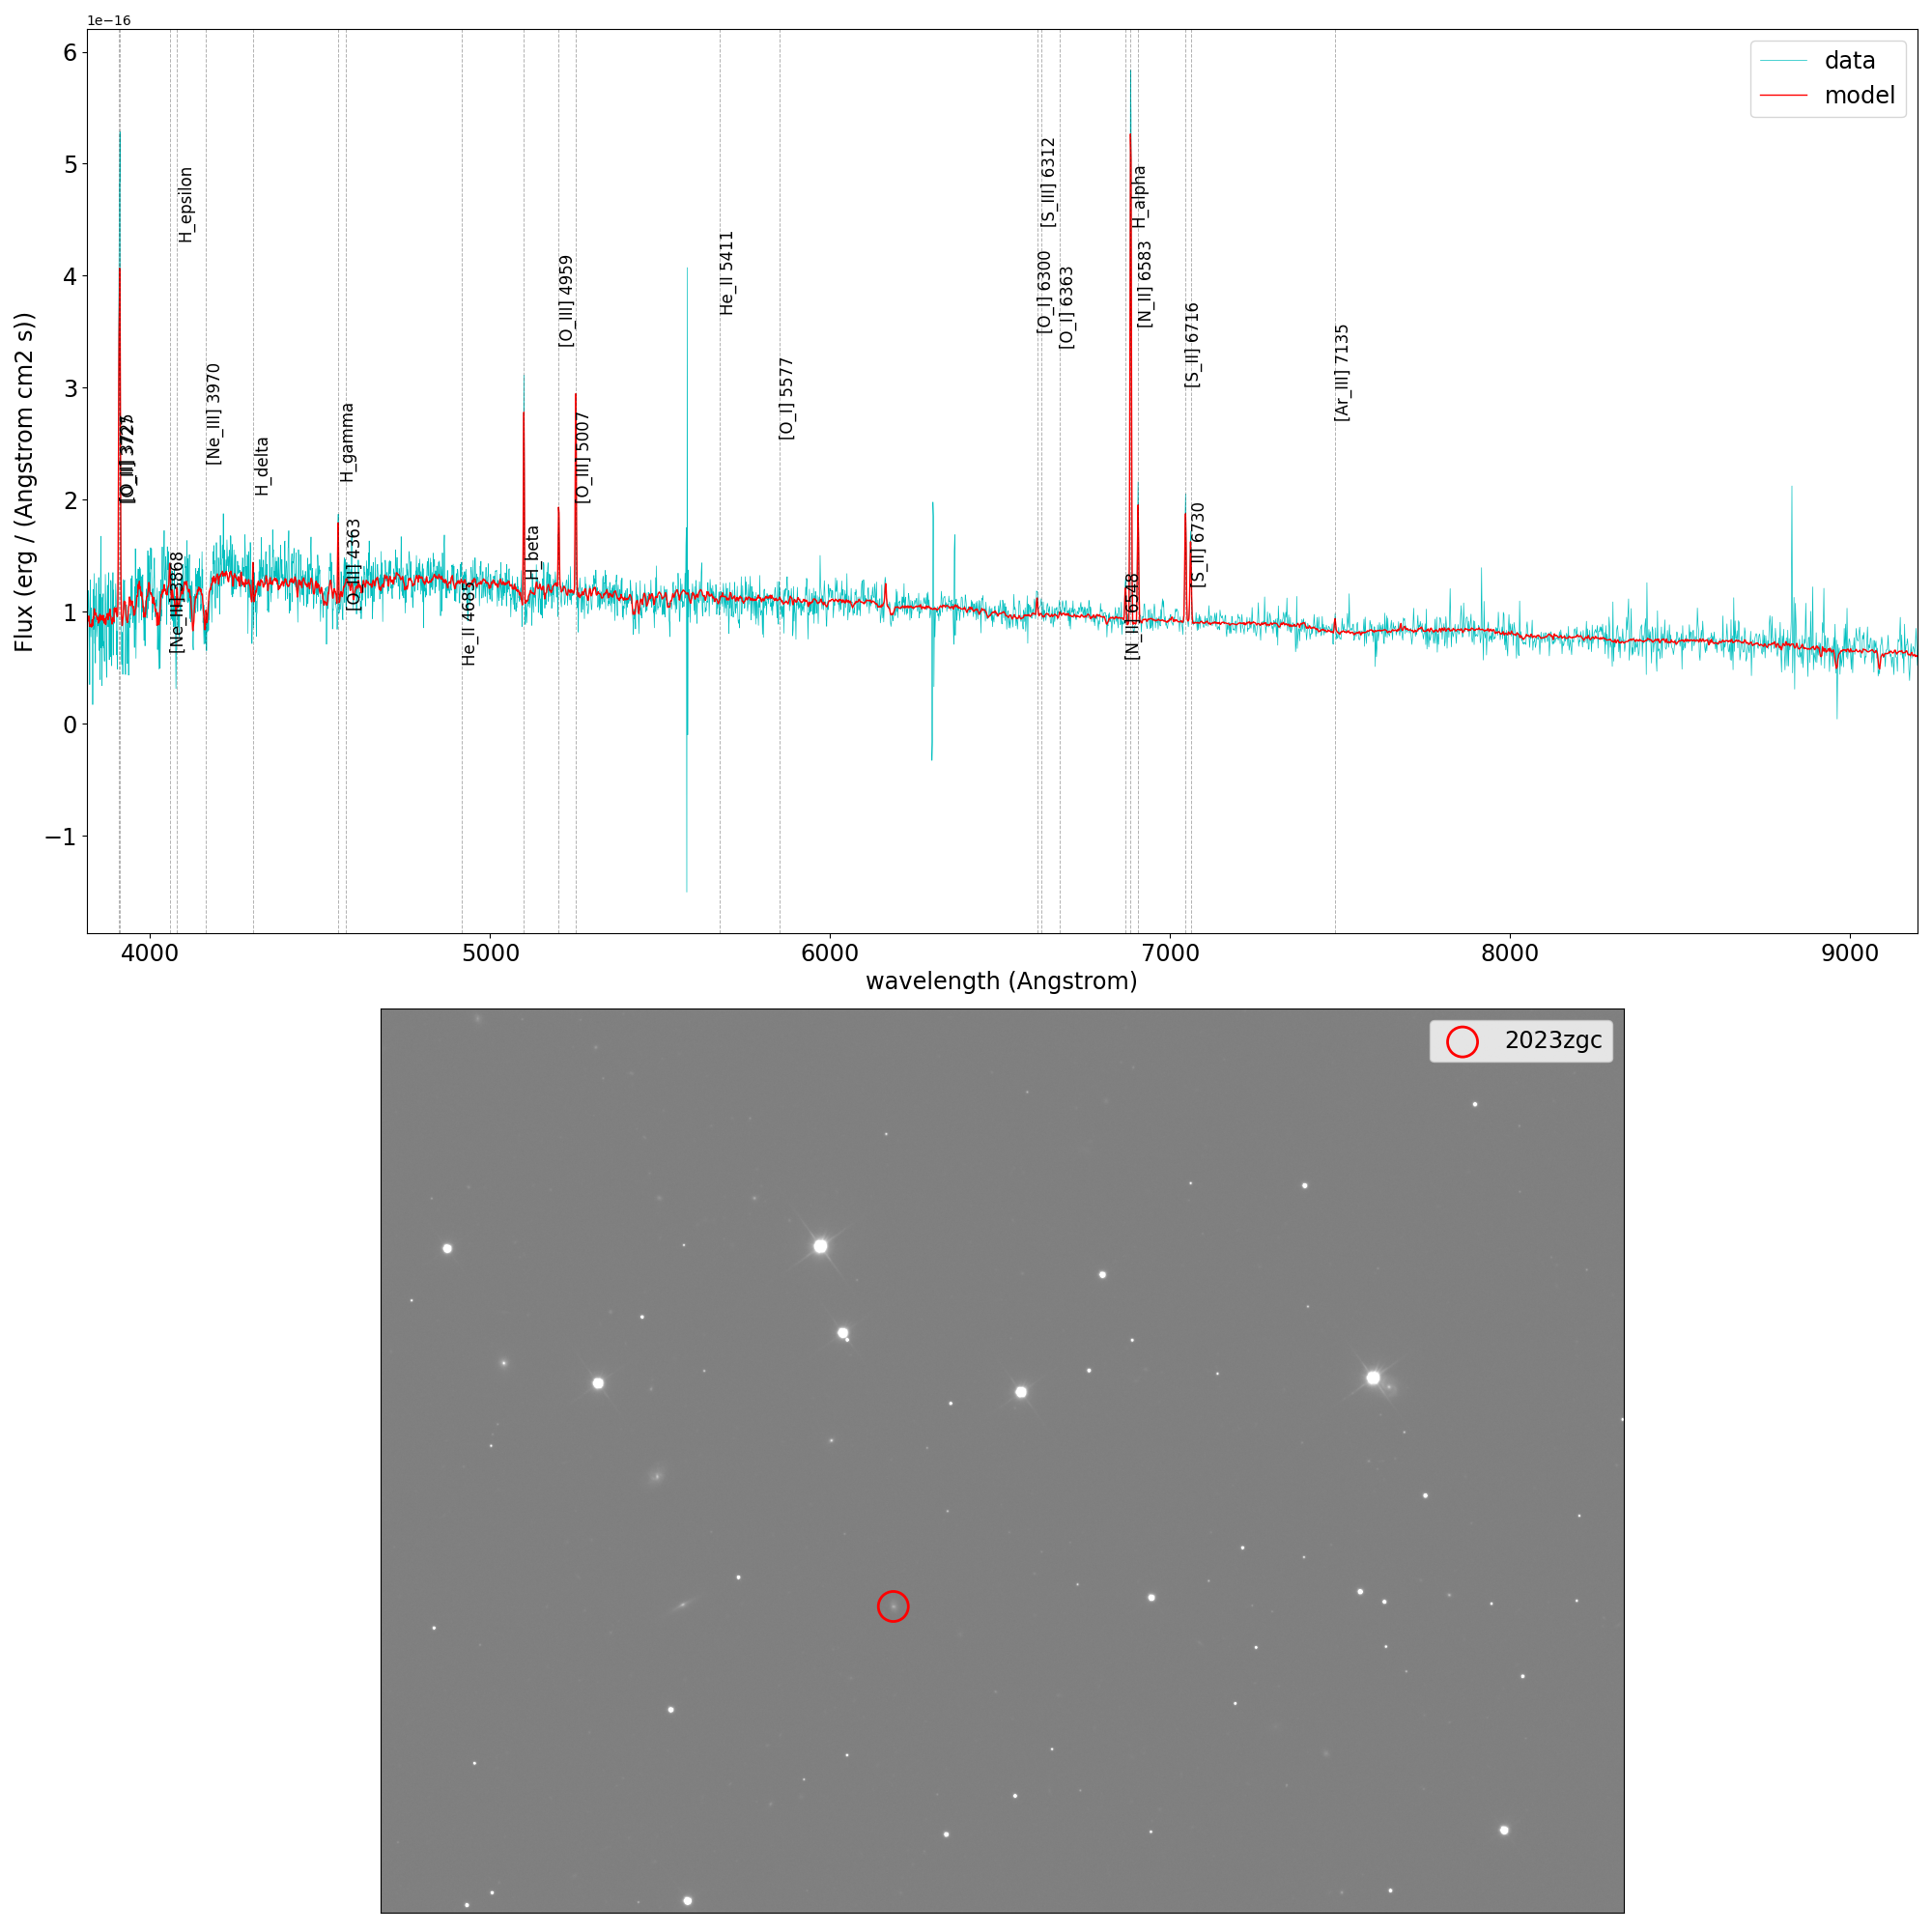 1e−16
data
model
6
5
4
3
2
1
0
−1
Flux (erg / (Angstrom cm2 s))
H_epsilon
[Ne_III] 3970
H_delta
H_gamma
[O_III] 4363
[Ne_III] 3868
He_II 4685
H_beta
[O_III] 4959
[O_III] 5007
He_II 5411
[O_I] 5577
[O_I] 6300
[S_III] 6312
[O_I] 6363
[N_II] 6548
H_alpha
[N_II] 6583
[S_II] 6716
[S_II] 6730
[Ar_III] 7135
4000 5000 6000 7000 8000 9000
wavelength (Angstrom)
2023zgc